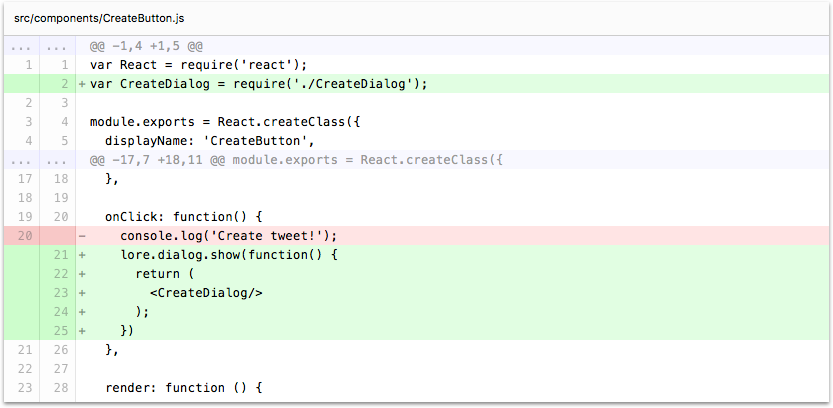 src/components/CreateButton.js
... ... @@ -1,4 +1,5 @@
1 1 var React = require('react');
2 + var CreateDialog = require('./CreateDialog');
2 3
3 4 module.exports = React.createClass({
4 5 displayName: 'CreateButton',
... ... @@ -17,7 +18,11 @@ module.exports = React.createClass({
17 18 },
18 19
19 20 onClick: function() {
20 - console.log('Create tweet!');
21 + lore.dialog.show(function() {
22 + return (
23 + <CreateDialog/>
24 + );
25 + })
21 26 },
22 27
23 28 render: function () {